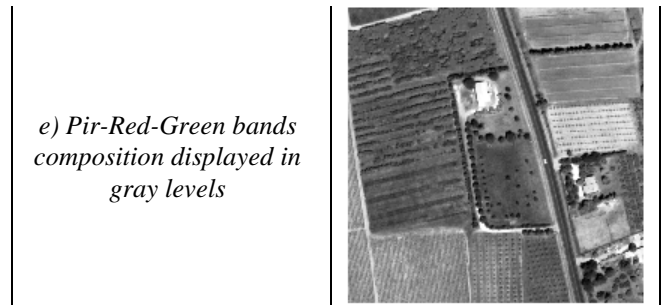 e) Pir-Red-Green bands
composition displayed in
gray levels